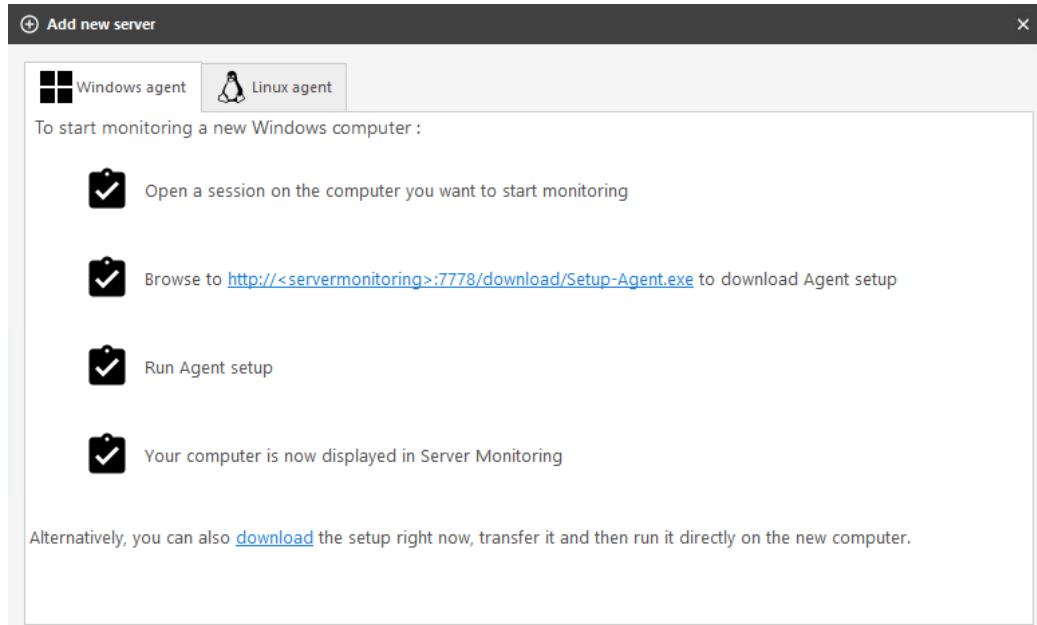 Add new server
Windows agent
Linux agent
To start monitoring a new Windows computer :
Open a session on the computer you want to start monitoring
Browse to http://<servermonitoring>:7778/download/Setup-Agent.exe to download Agent setup
Run Agent setup
Your computer is now displayed in Server Monitoring
Alternatively, you can also download the setup right now, transfer it and then run it directly on the new computer.